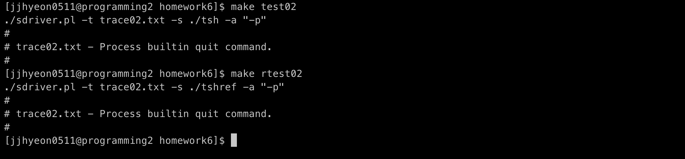 [jjhyeon0511@programming2 homework6]$ make test02
./sdriver.pl -t trace02.txt -s ./tsh -a "-p"
#
# trace02.txt - Process builtin quit command.
#
[jjhyeon0511@programming2 homework6]$ make rtest02
./sdriver.pl -t trace02.txt -s ./tshref -a "-p"
#
# trace02.txt - Process builtin quit command.
#
[jjhyeon0511@programming2 homework6]$